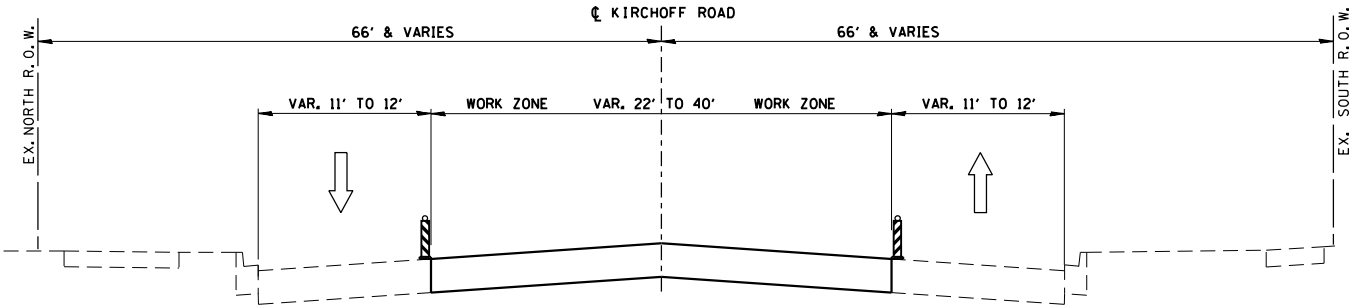 ℄ KIRCHOFF ROAD
66' & VARIES
66' & VARIES
EX. NORTH R. O. W.
EX. SOUTH R. O. W.
VAR. 11' TO 12'
WORK ZONE
VAR. 22' TO 40'
WORK ZONE
VAR. 11' TO 12'